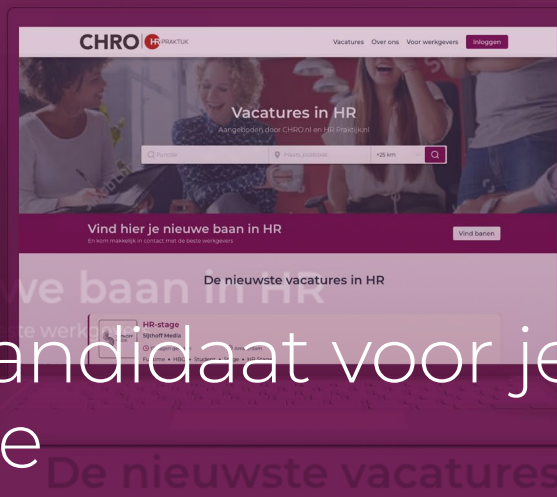 CHRO HR PRAKTIJK
Vacatures Over ons Voor werkgevers Inloggen
Vacatures in HR
Aangeboden door CHRO.nl en HR Praktijk.nl
Functie Plaats, postcode +25 km
Vind hier je nieuwe baan in HR
En kom makkelijk in contact met de beste werkgevers
Vind banen
we baan in HR
De nieuwste vacatures in HR
HR-stage
Sijthoff Media
Amsterdam
andidaat voor je
e
De nieuwste vacatures